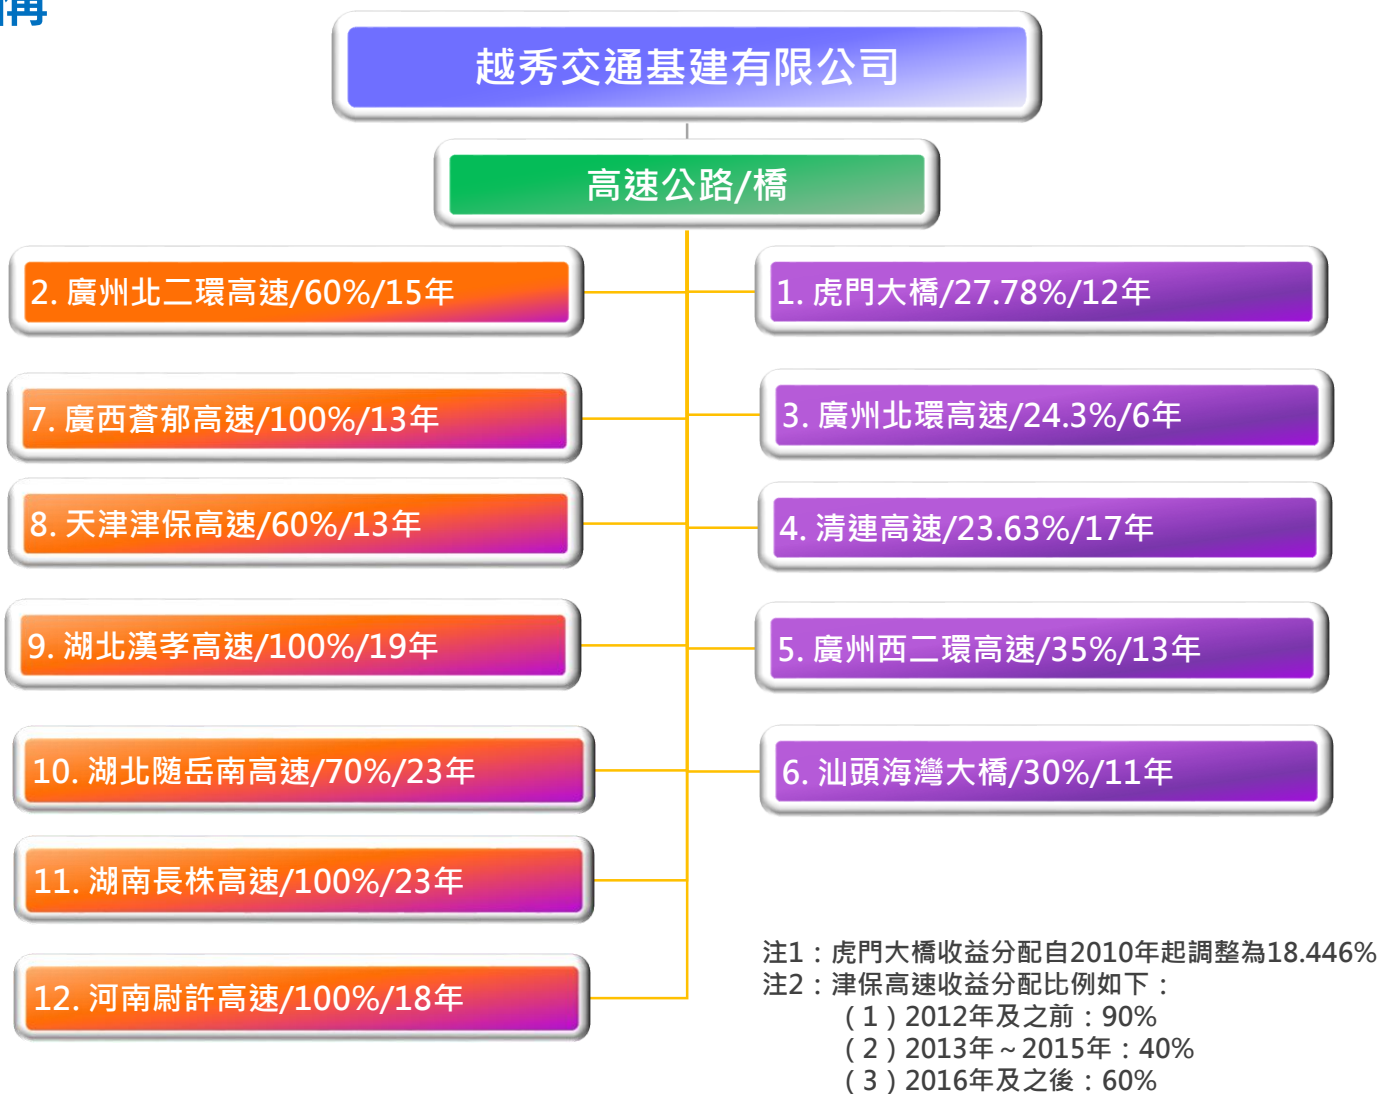 構
越秀交通基建有限公司
高速公路/橋
2. 廣州北二環高速/60%/15年
1. 虎門大橋/27.78%/12年
7. 廣西蒼郁高速/100%/13年
3. 廣州北環高速/24.3%/6年
8. 天津津保高速/60%/13年
4. 清連高速/23.63%/17年
9. 湖北漢孝高速/100%/19年
5. 廣州西二環高速/35%/13年
10. 湖北随岳南高速/70%/23年
6. 汕頭海灣大橋/30%/11年
11. 湖南長株高速/100%/23年
12. 河南尉許高速/100%/18年
注1：虎門大橋收益分配自2010年起調整為18.446%
注2：津保高速收益分配比例如下：
（1）2012年及之前：90%
（2）2013年～2015年：40%
（3）2016年及之後：60%